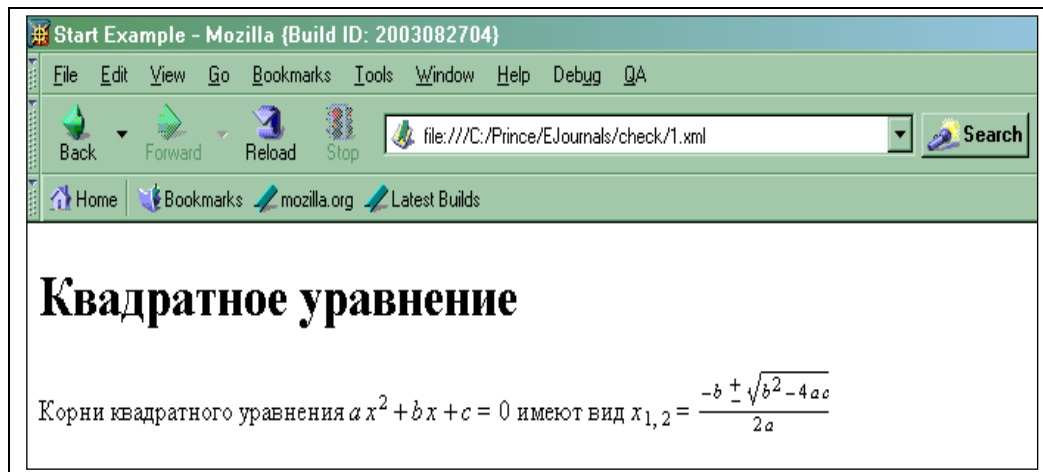 Start Example - Mozilla {Build ID: 2003082704}
File Edit View Go Bookmarks Tools Window Help Debug QA
Back Forward Reload Stop file:///C:/Prince/EJournals/check/1.xml Search
Home Bookmarks mozilla.org Latest Builds
Квадратное уравнение
Корни квадратного уравнения a x² + b x + c = 0 имеют вид x₁, ₂ = (-b ± √(b² - 4 a c)) / (2 a)